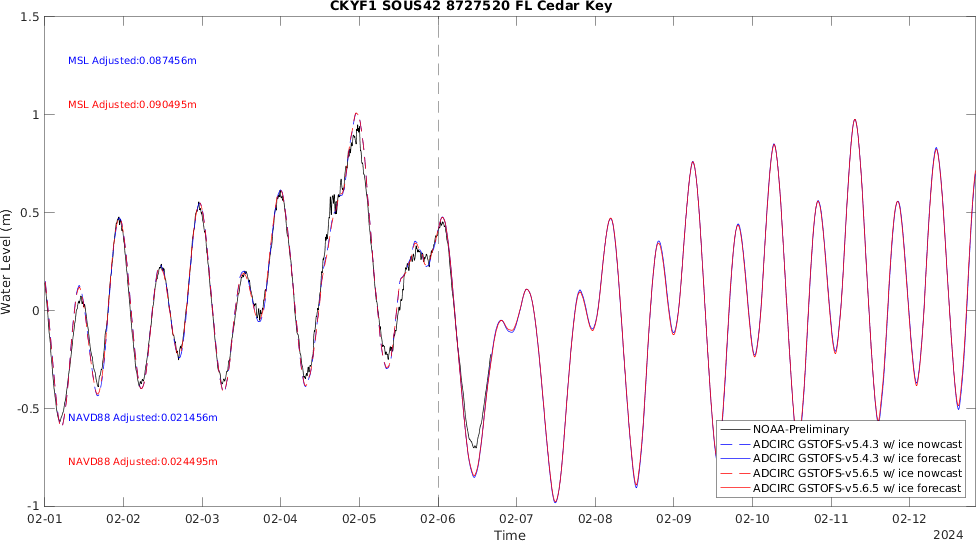 CKYF1 SOUS42 8727520 FL Cedar Key
1.5
1
0.5
0
-0.5
-1
Water Level (m)
MSL Adjusted:0.087456m
MSL Adjusted:0.090495m
NAVD88 Adjusted:0.021456m
NAVD88 Adjusted:0.024495m
NOAA-Preliminary
ADCIRC GSTOFS-v5.4.3 w/ ice nowcast
ADCIRC GSTOFS-v5.4.3 w/ ice forecast
ADCIRC GSTOFS-v5.6.5 w/ ice nowcast
ADCIRC GSTOFS-v5.6.5 w/ ice forecast
02-01 02-02 02-03 02-04 02-05 02-06 02-07 02-08 02-09 02-10 02-11 02-12
Time
2024